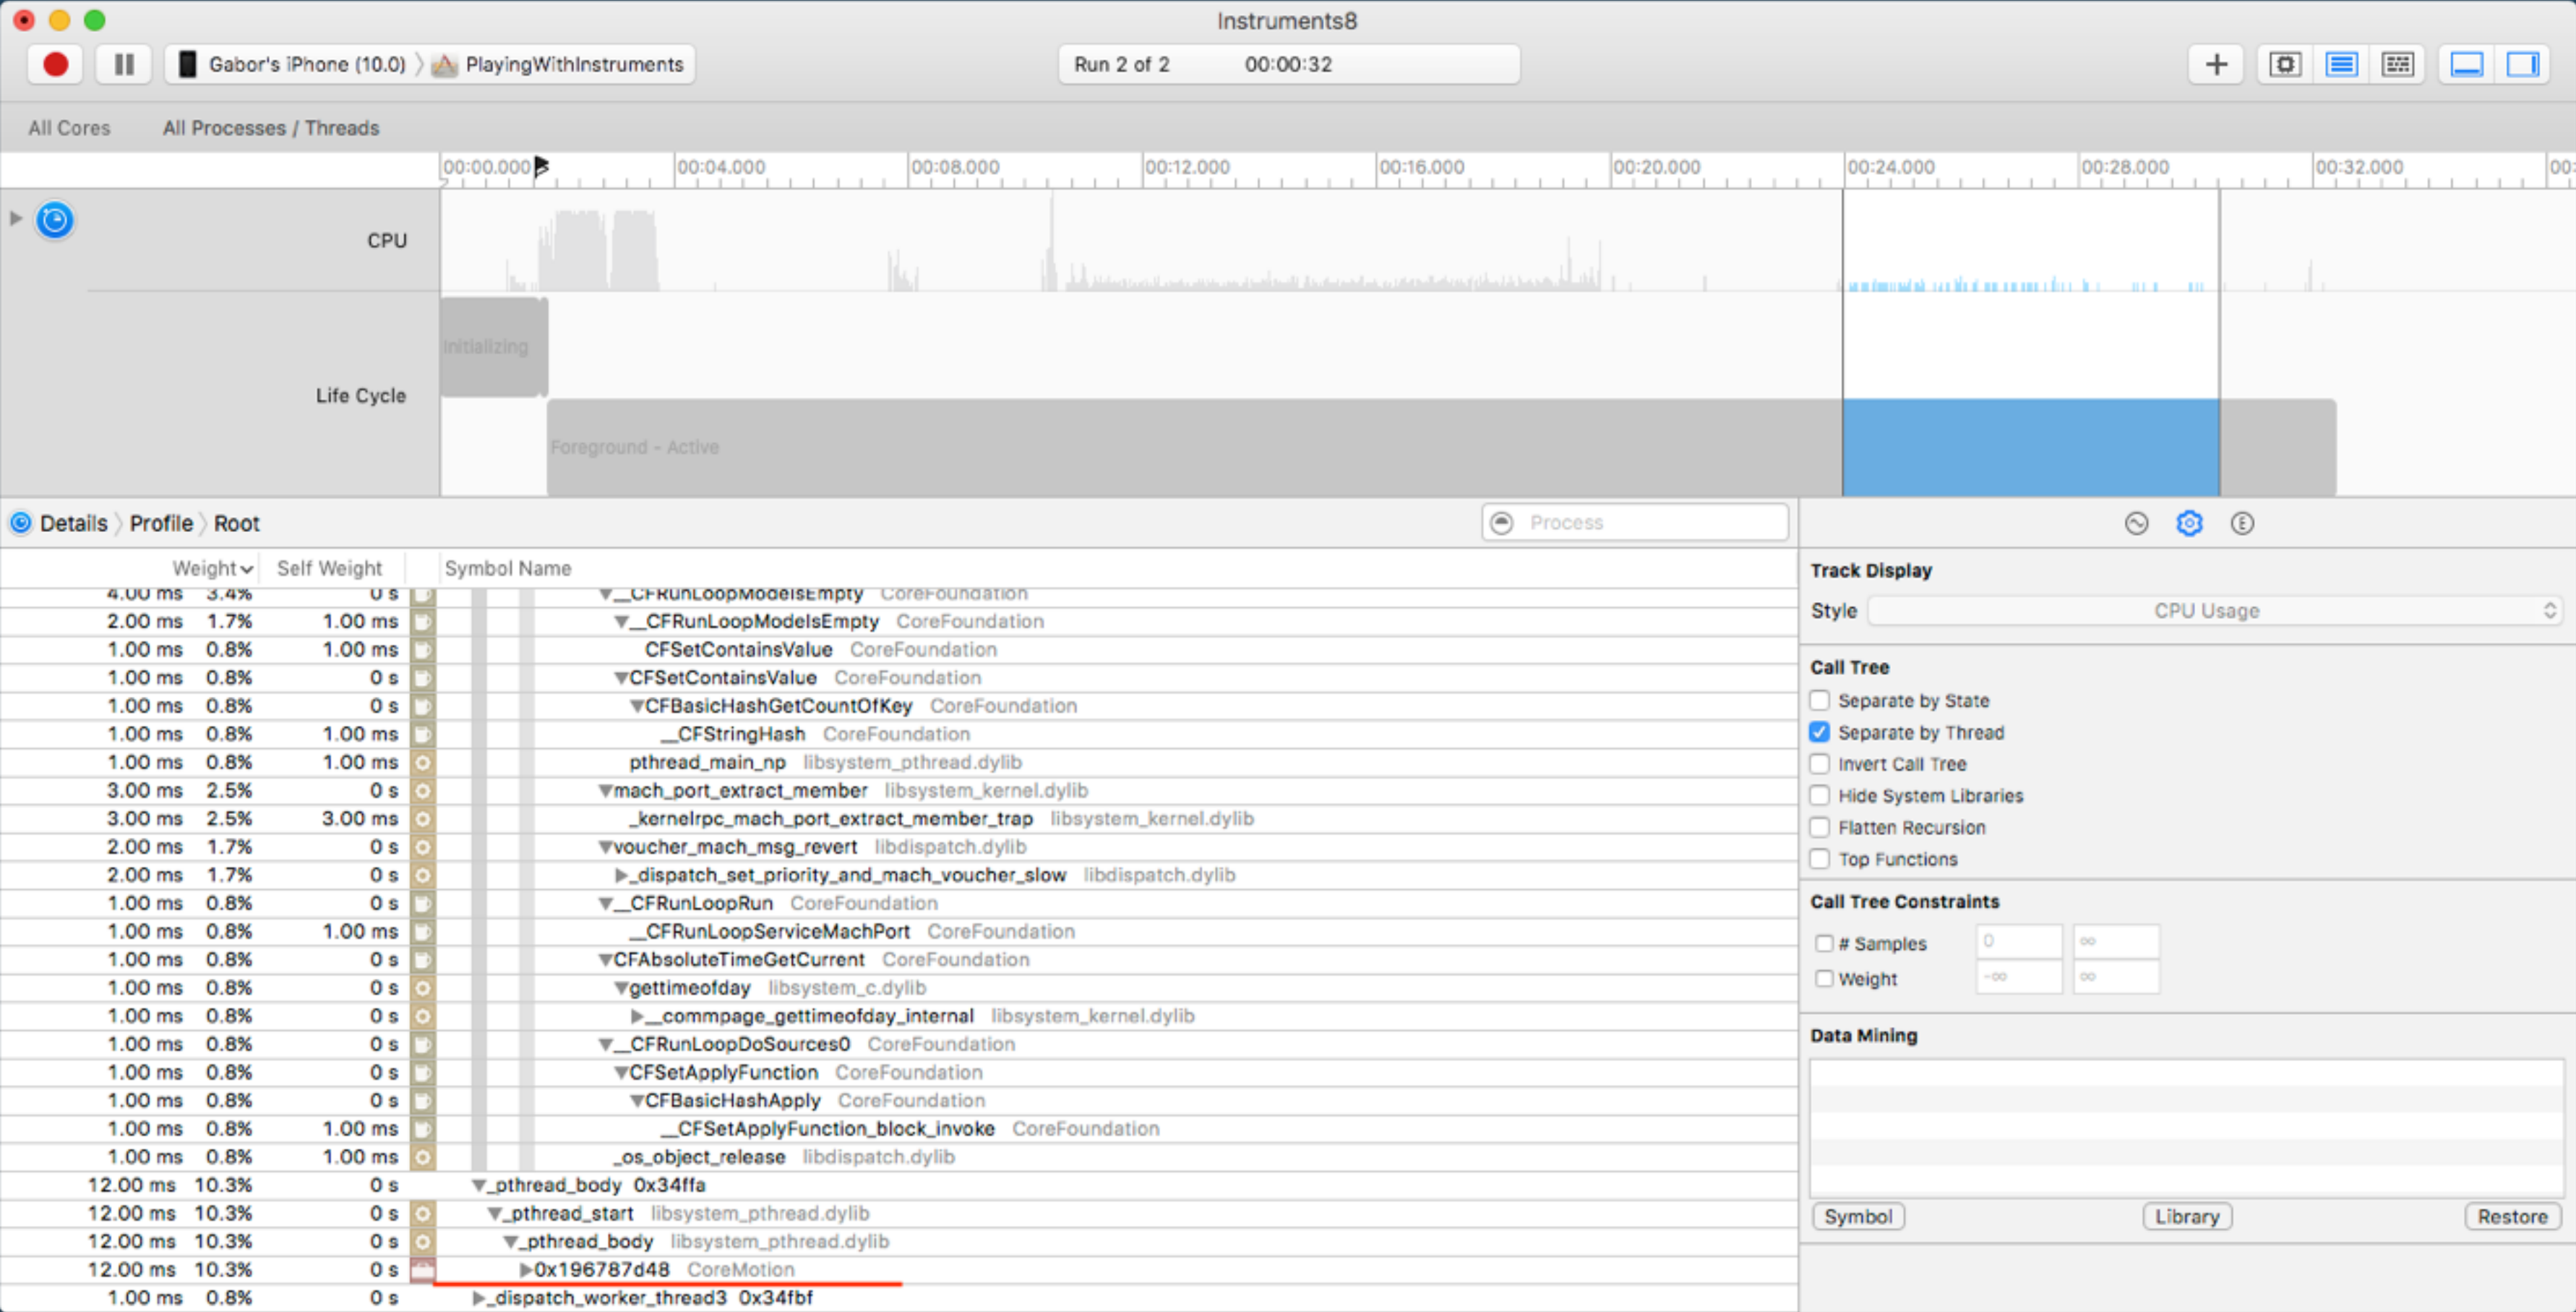 Instruments8
Gabor's iPhone (10.0) PlayingWithInstruments Run 2 of 2 00:00:32
All Cores All Processes / Threads
00:00.000 00:04.000 00:08.000 00:12.000 00:16.000 00:20.000 00:24.000 00:28.000 00:32.000 00:
CPU
Initializing
Life Cycle
Foreground - Active
Details Profile Root Process
Weight Self Weight Symbol Name
4.00 ms 3.4% 0 s __CFRunLoopModeIsEmpty CoreFoundation
2.00 ms 1.7% 1.00 ms __CFRunLoopModeIsEmpty CoreFoundation
1.00 ms 0.8% 1.00 ms CFSetContainsValue CoreFoundation
1.00 ms 0.8% 0 s CFSetContainsValue CoreFoundation
1.00 ms 0.8% 0 s CFBasicHashGetCountOfKey CoreFoundation
1.00 ms 0.8% 1.00 ms __CFStringHash CoreFoundation
1.00 ms 0.8% 1.00 ms pthread_main_np libsystem_pthread.dylib
3.00 ms 2.5% 0 s mach_port_extract_member libsystem_kernel.dylib
3.00 ms 2.5% 3.00 ms _kernelrpc_mach_port_extract_member_trap libsystem_kernel.dylib
2.00 ms 1.7% 0 s voucher_mach_msg_revert libdispatch.dylib
2.00 ms 1.7% 0 s _dispatch_set_priority_and_mach_voucher_slow libdispatch.dylib
1.00 ms 0.8% 0 s __CFRunLoopRun CoreFoundation
1.00 ms 0.8% 1.00 ms __CFRunLoopServiceMachPort CoreFoundation
1.00 ms 0.8% 0 s CFAbsoluteTimeGetCurrent CoreFoundation
1.00 ms 0.8% 0 s gettimeofday libsystem_c.dylib
1.00 ms 0.8% 0 s __commpage_gettimeofday_internal libsystem_kernel.dylib
1.00 ms 0.8% 0 s __CFRunLoopDoSources0 CoreFoundation
1.00 ms 0.8% 0 s CFSetApplyFunction CoreFoundation
1.00 ms 0.8% 0 s CFBasicHashApply CoreFoundation
1.00 ms 0.8% 1.00 ms __CFSetApplyFunction_block_invoke CoreFoundation
1.00 ms 0.8% 1.00 ms _os_object_release libdispatch.dylib
12.00 ms 10.3% 0 s _pthread_body 0x34ffa
12.00 ms 10.3% 0 s _pthread_start libsystem_pthread.dylib
12.00 ms 10.3% 0 s _pthread_body libsystem_pthread.dylib
12.00 ms 10.3% 0 s 0x196787d48 CoreMotion
1.00 ms 0.8% 0 s _dispatch_worker_thread3 0x34fbf
Track Display
Style CPU Usage
Call Tree
Separate by State
Separate by Thread
Invert Call Tree
Hide System Libraries
Flatten Recursion
Top Functions
Call Tree Constraints
# Samples 0 ∞
Weight -∞ ∞
Data Mining
Symbol Library Restore